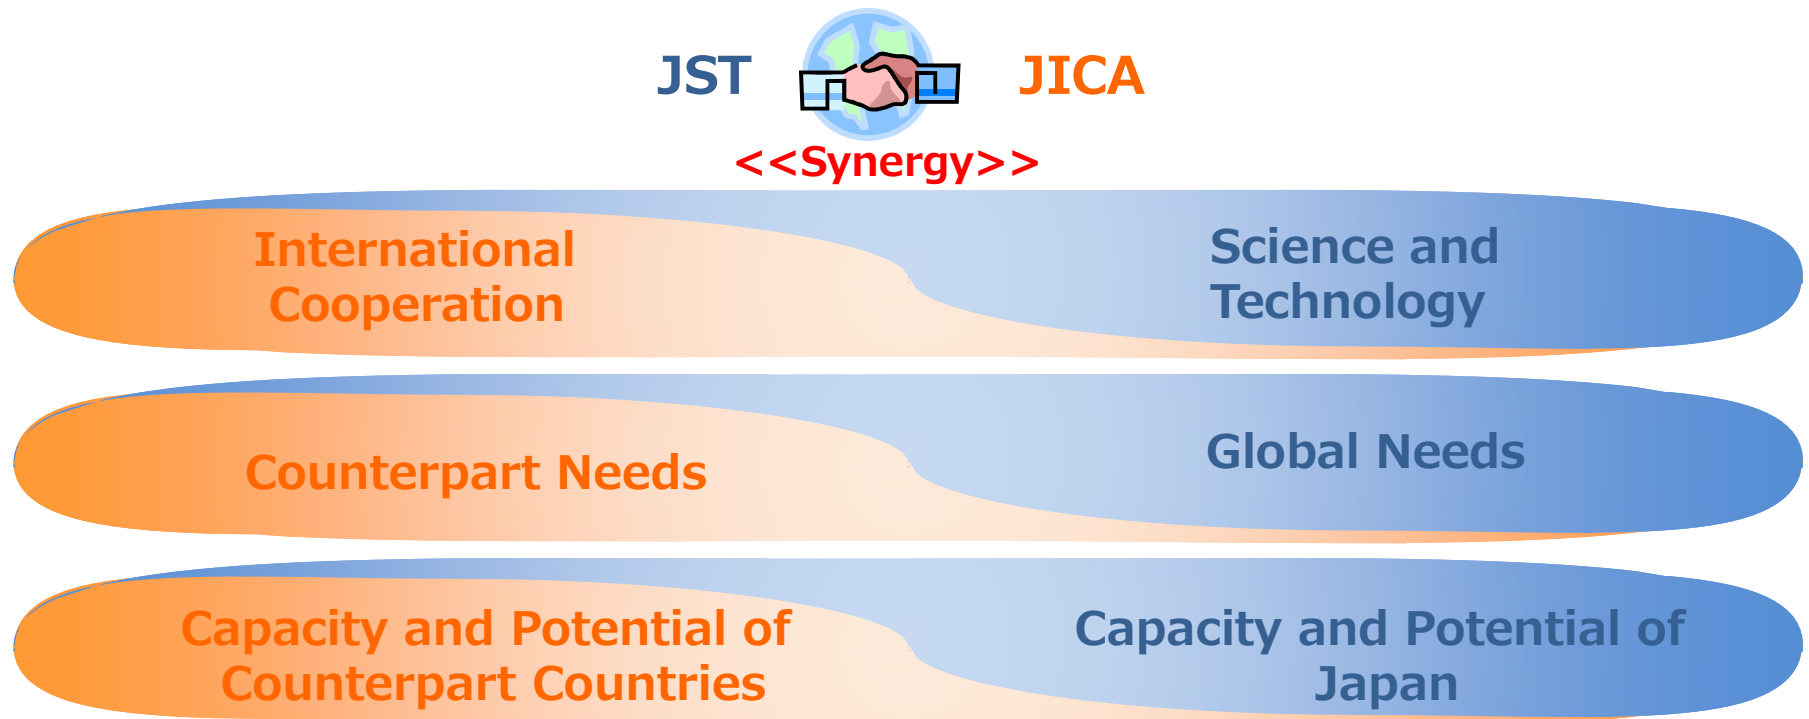 JST
JICA
<<Synergy>>
International
Cooperation
Science and
Technology
Counterpart Needs
Global Needs
Capacity and Potential of
Counterpart Countries
Capacity and Potential of
Japan